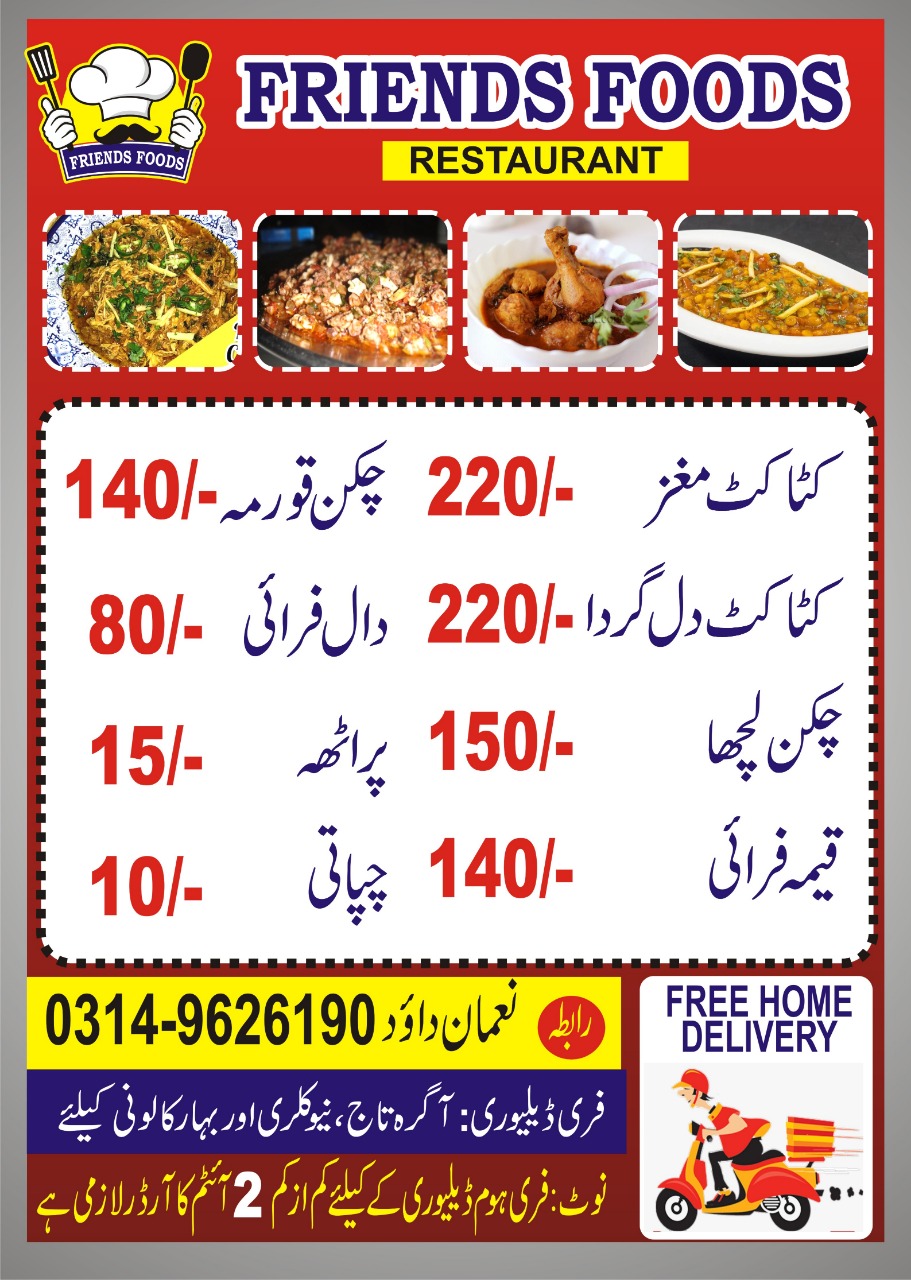 FRIENDS FOODS
FRIENDS FOODS
RESTAURANT
کٹا کٹ مغز 220/-
چکن قورمہ 140/-
کٹا کٹ دل گردا 220/-
دال فرائی 80/-
چکن لچھا 150/-
پراٹھہ 15/-
قیمہ فرائی 140/-
چپاتی 10/-
رابطہ نعمان داؤد 0314-9626190
FREE HOME
DELIVERY
فری ڈیلیوری: آگرہ تاج، نیو کلری اور بہار کالونی کیلئے
نوٹ: فری ہوم ڈیلیوری کے کیلئے کم از کم 2 آئٹم کا آرڈر لازمی ہے